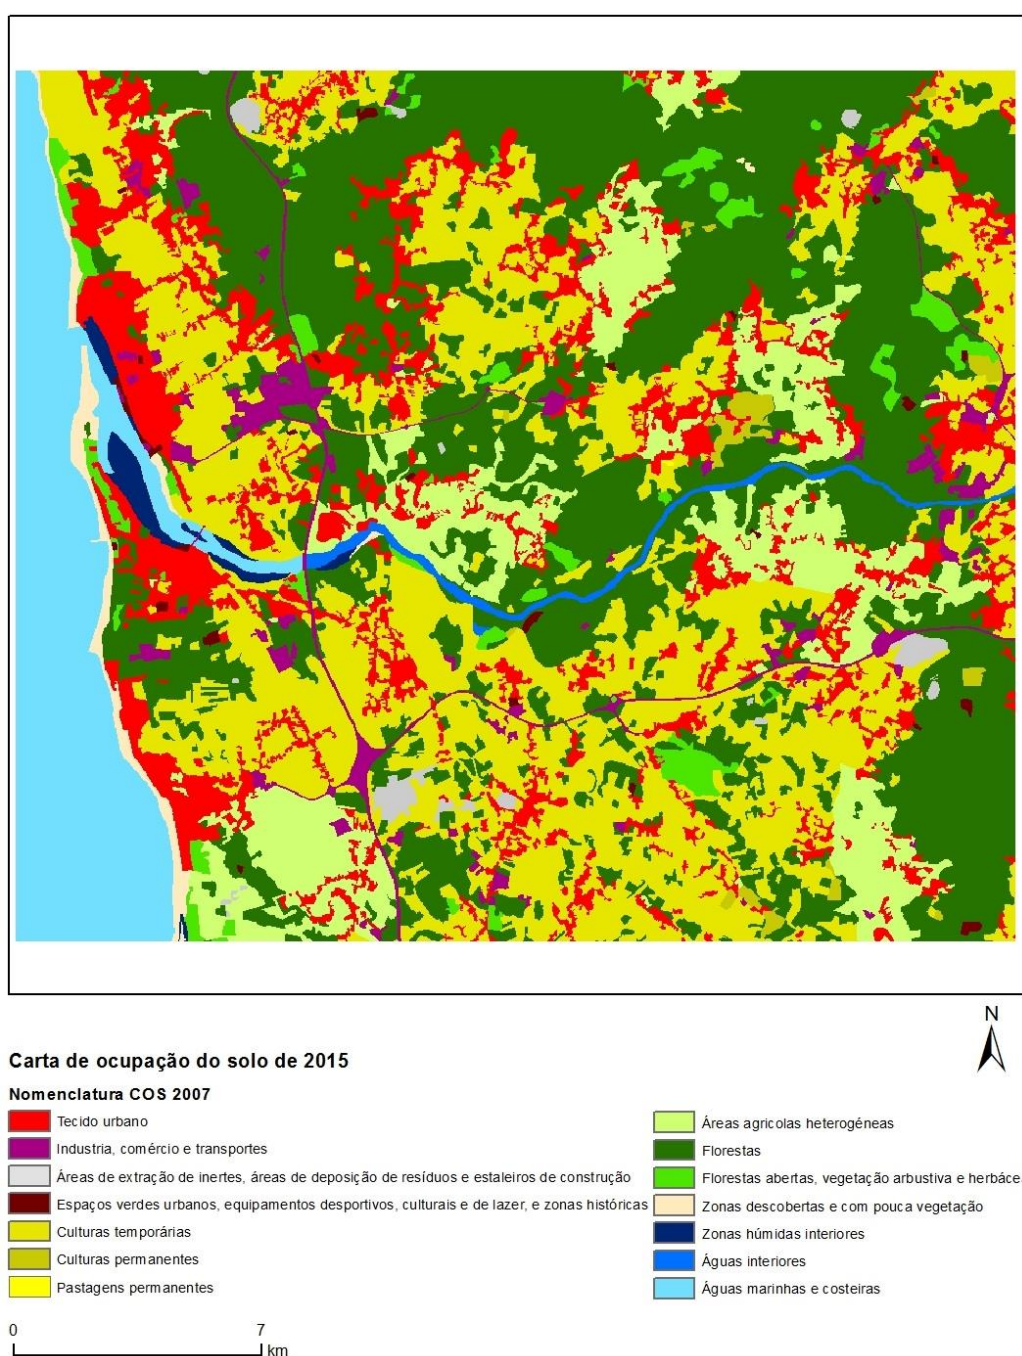 N
Carta de ocupação do solo de 2015
Nomenclatura COS 2007
Tecido urbano
Industria, comércio e transportes
Áreas de extração de inertes, áreas de deposição de resíduos e estaleiros de construção
Espaços verdes urbanos, equipamentos desportivos, culturais e de lazer, e zonas históricas
Culturas temporárias
Culturas permanentes
Pastagens permanentes
Áreas agricolas heterogéneas
Florestas
Florestas abertas, vegetação arbustiva e herbáce
Zonas descobertas e com pouca vegetação
Zonas húmidas interiores
Águas interiores
Águas marinhas e costeiras
0 7
km